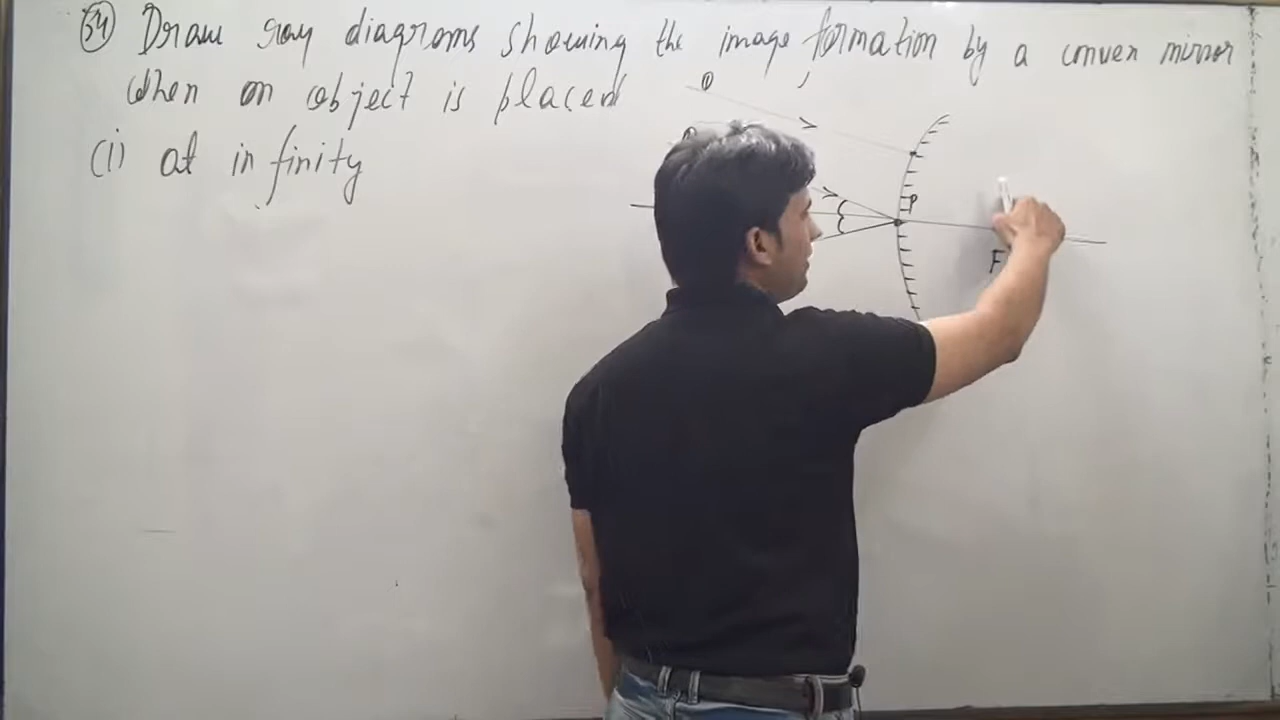 34 Draw ray diagrams showing the image formation by a convex mirror
when an object is placed
(i) at infinity
P
F